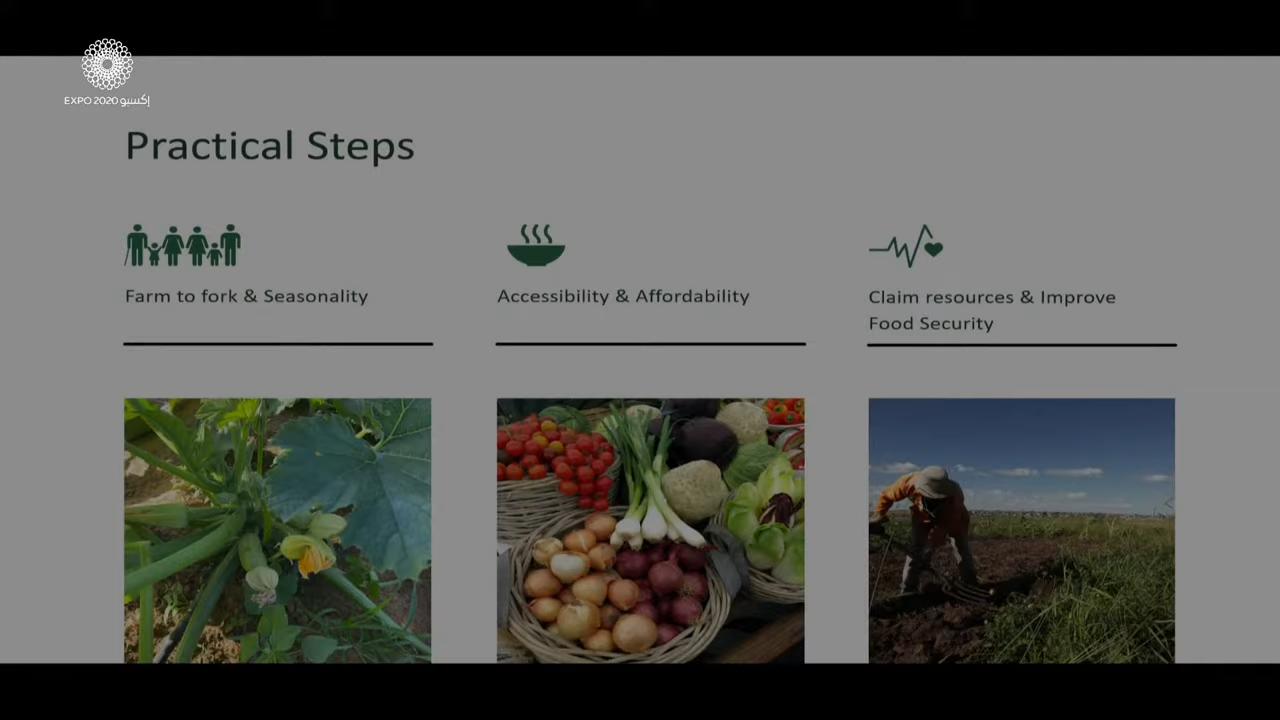 EXPO 2020 إكسبو
Practical Steps
Farm to fork & Seasonality
Accessibility & Affordability
Claim resources & Improve
Food Security